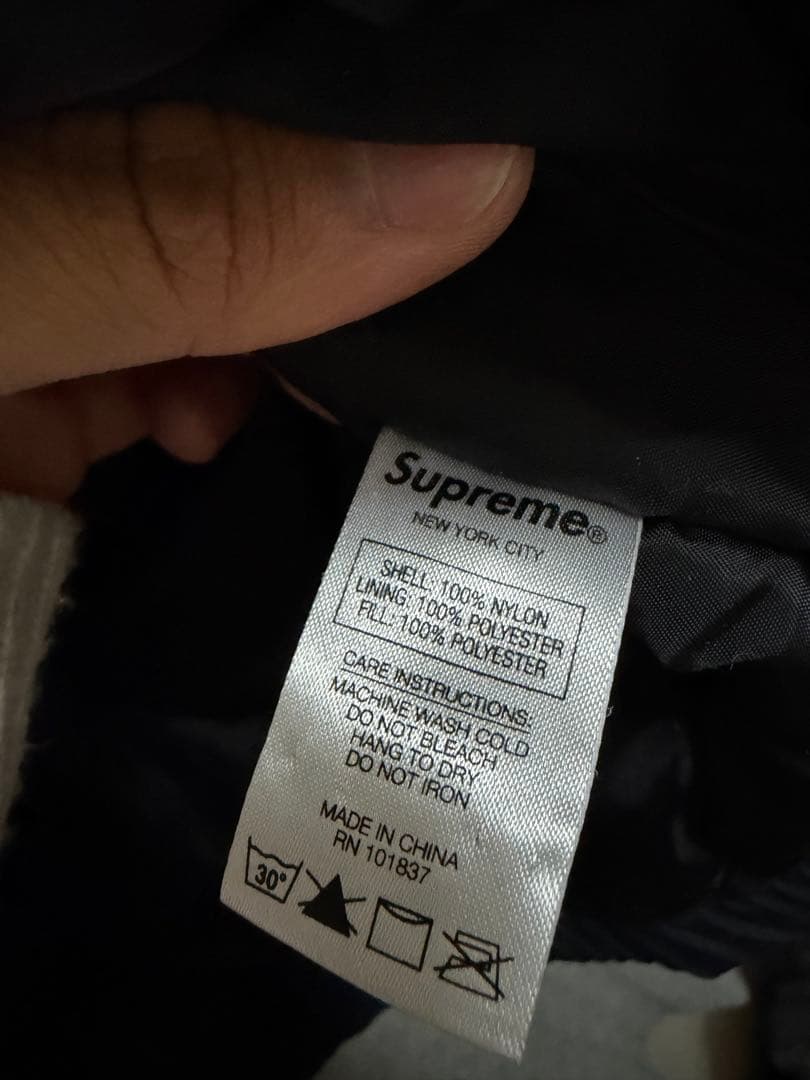 Supreme®
NEW YORK CITY
SHELL: 100% NYLON
LINING: 100% POLYESTER
FILL: 100% POLYESTER
CARE INSTRUCTIONS:
MACHINE WASH COLD
DO NOT BLEACH
HANG TO DRY
DO NOT IRON
MADE IN CHINA
RN 101837
30°